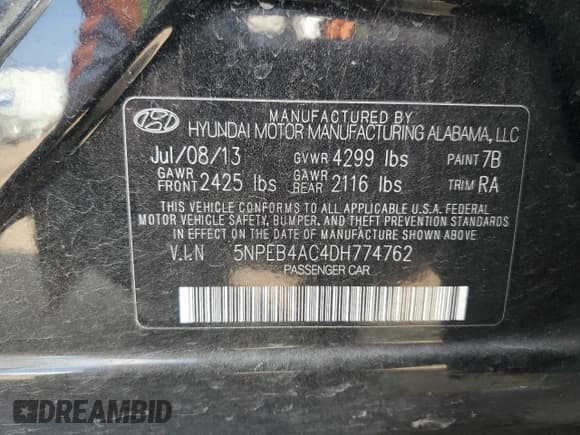 MANUFACTURED BY
HYUNDAI MOTOR MANUFACTURING ALABAMA, LLC
Jul/08/13 GVWR 4299 lbs PAINT 7B
GAWR FRONT 2425 lbs GAWR REAR 2116 lbs TRIM RA
THIS VEHICLE CONFORMS TO ALL APPLICABLE U.S.A. FEDERAL
MOTOR VEHICLE SAFETY, BUMPER, AND THEFT PREVENTION STANDARDS
IN EFFECT ON THE DATE OF MANUFACTURE SHOWN ABOVE
V.I.N 5NPEB4AC4DH774762
PASSENGER CAR
DREAMBID